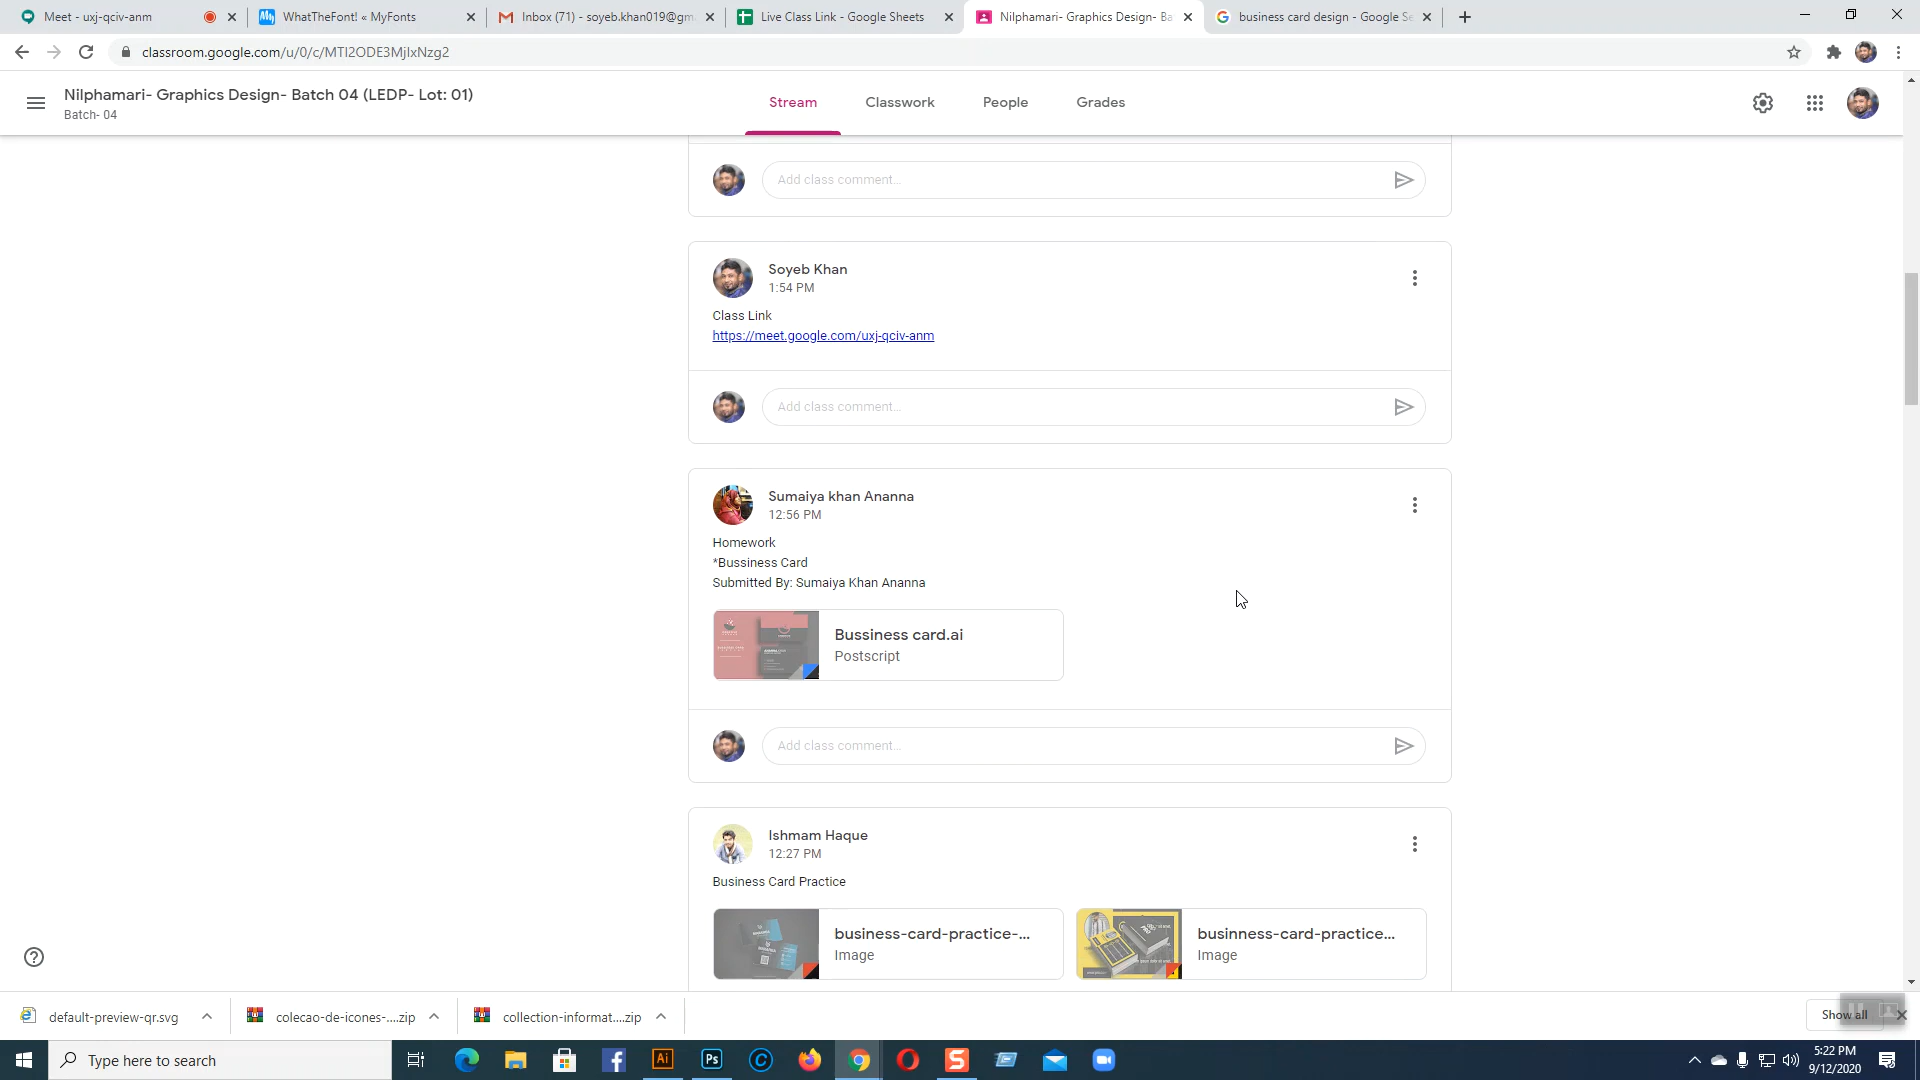 Meet - uxj-qciv-anm
WhatTheFont! « MyFonts
Inbox (71) - soyeb.khan019@gm
Live Class Link - Google Sheets
Nilphamari- Graphics Design- Ba
business card design - Google Se
classroom.google.com/u/0/c/MTI2ODE3MjIxNzg2
Nilphamari- Graphics Design- Batch 04 (LEDP- Lot: 01)
Batch- 04
Stream
Classwork
People
Grades
Add class comment...
Soyeb Khan
1:54 PM
Class Link
https://meet.google.com/uxj-qciv-anm
Add class comment...
Sumaiya khan Ananna
12:56 PM
Homework
*Bussiness Card
Submitted By: Sumaiya Khan Ananna
Bussiness card.ai
Postscript
Add class comment...
Ishmam Haque
12:27 PM
Business Card Practice
business-card-practice-...
Image
businness-card-practice...
Image
default-preview-qr.svg
colecao-de-icones-....zip
collection-informat....zip
Show all
Type here to search
5:22 PM
9/12/2020